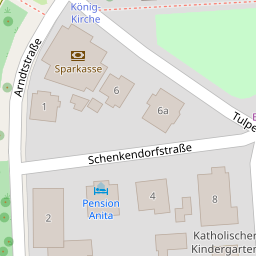 König-
Kirche
Arndtstraße
Sparkasse
6
1
6a
Tulpe
Schenkendorfstraße
Pension
Anita
4
8
2
Katholischer
Kindergarten